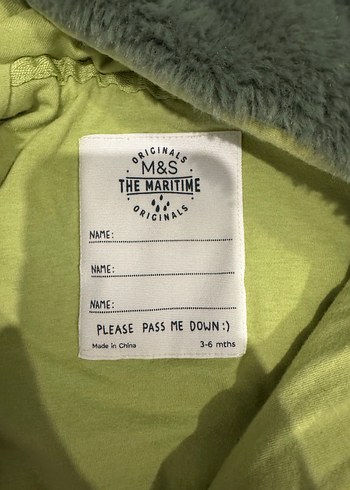 ORIGINALS
M&S
THE MARITIME
ORIGINALS
NAME:
NAME:
NAME:
PLEASE PASS ME DOWN :)
Made in China 3-6 mths